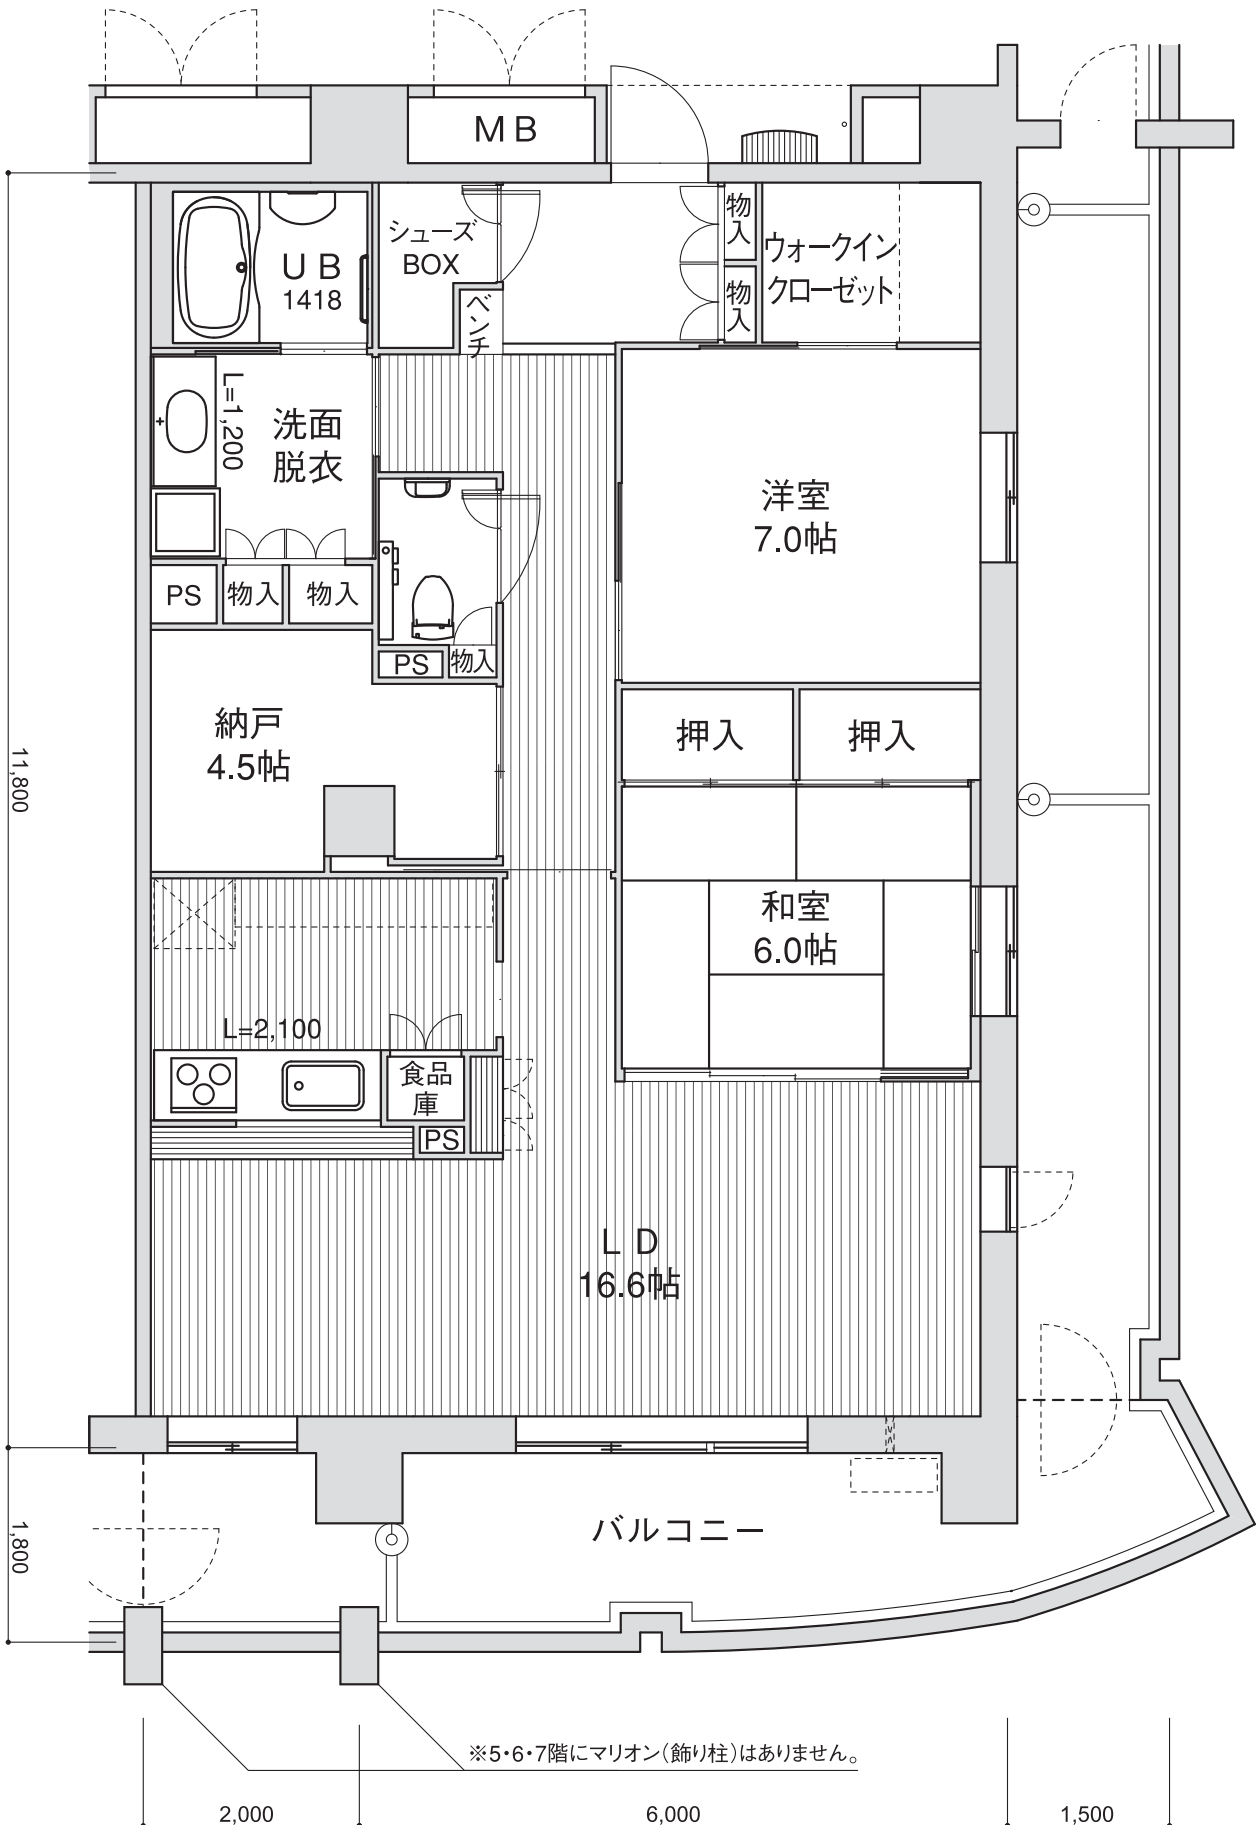 MB
シューズ
BOX
ベンチ
物入
物入
ウォークイン
クローゼット
UB
1418
L=1,200
洗面
脱衣
洋室
7.0帖
PS
物入
物入
PS
物入
納戸
4.5帖
押入
押入
11,800
和室
6.0帖
L=2,100
食品
庫
PS
LD
16.6帖
バルコニー
1,800
※5・6・7階にマリオン(飾り柱)はありません。
2,000
6,000
1,500